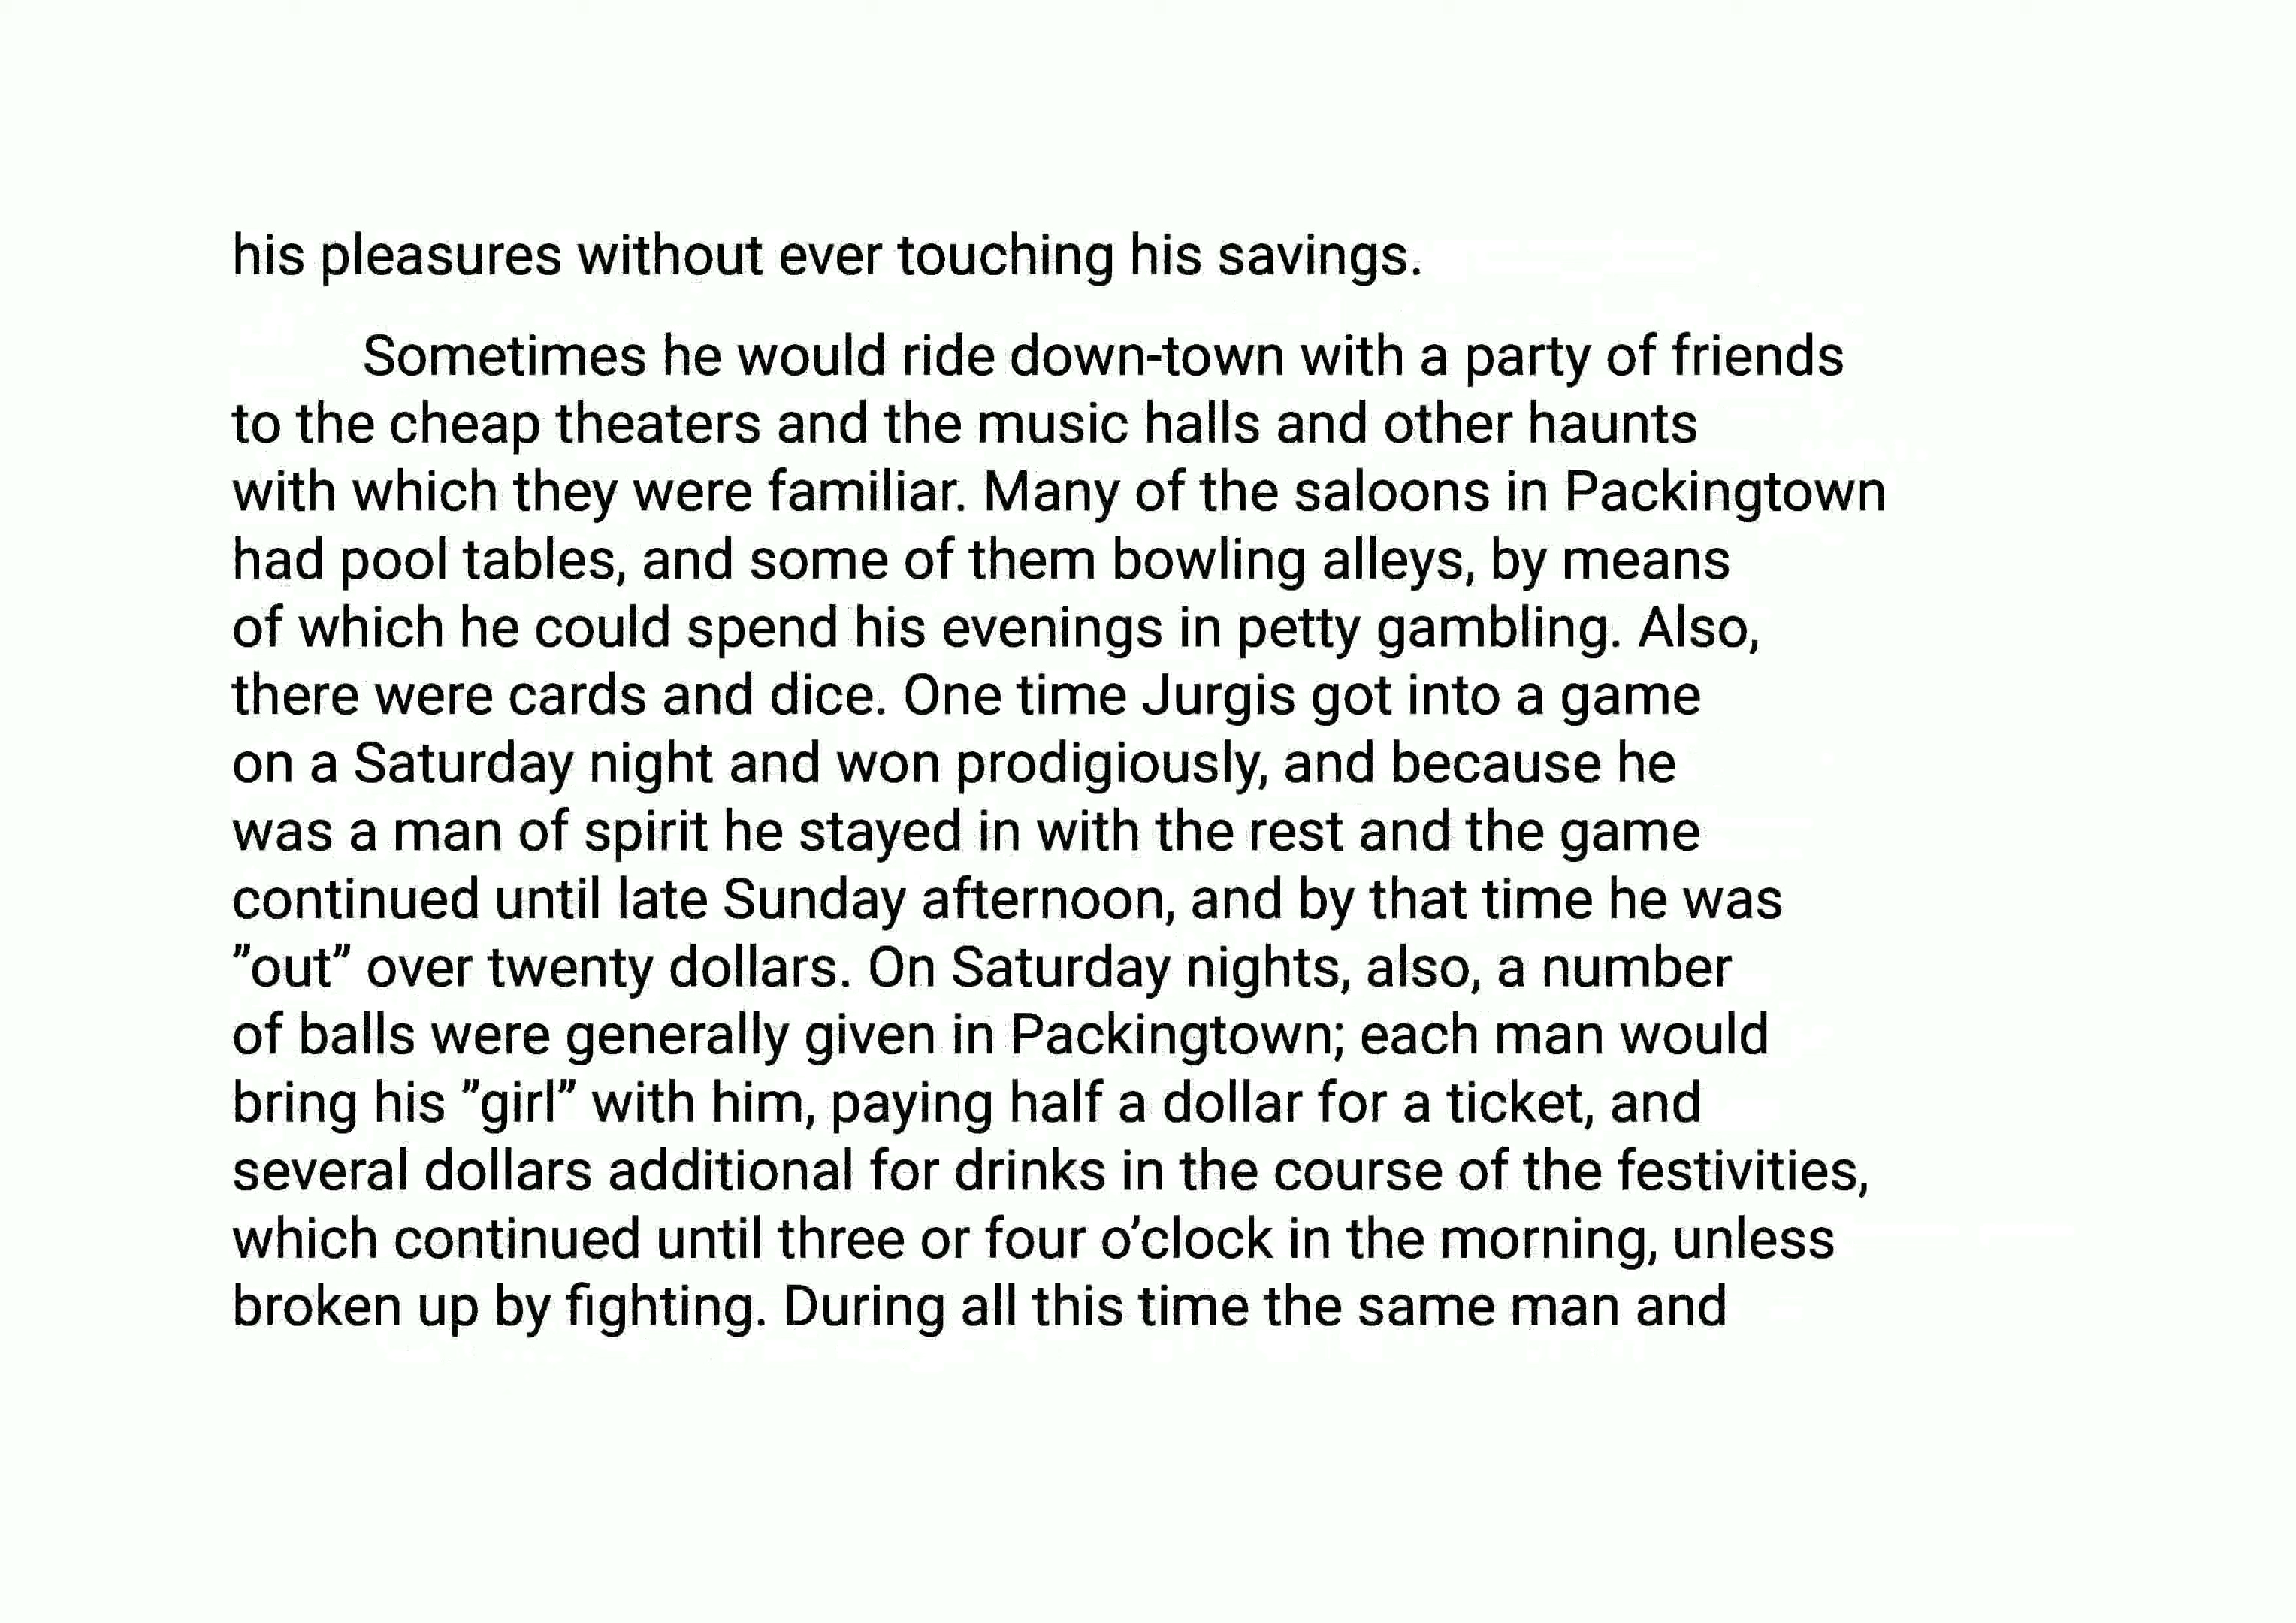 his pleasures without ever touching his savings.
Sometimes he would ride down-town with a party of friends
to the cheap theaters and the music halls and other haunts
with which they were familiar. Many of the saloons in Packingtown
had pool tables, and some of them bowling alleys, by means
of which he could spend his evenings in petty gambling. Also,
there were cards and dice. One time Jurgis got into a game
on a Saturday night and won prodigiously, and because he
was a man of spirit he stayed in with the rest and the game
continued until late Sunday afternoon, and by that time he was
”out” over twenty dollars. On Saturday nights, also, a number
of balls were generally given in Packingtown; each man would
bring his ”girl” with him, paying half a dollar for a ticket, and
several dollars additional for drinks in the course of the festivities,
which continued until three or four o’clock in the morning, unless
broken up by fighting. During all this time the same man and